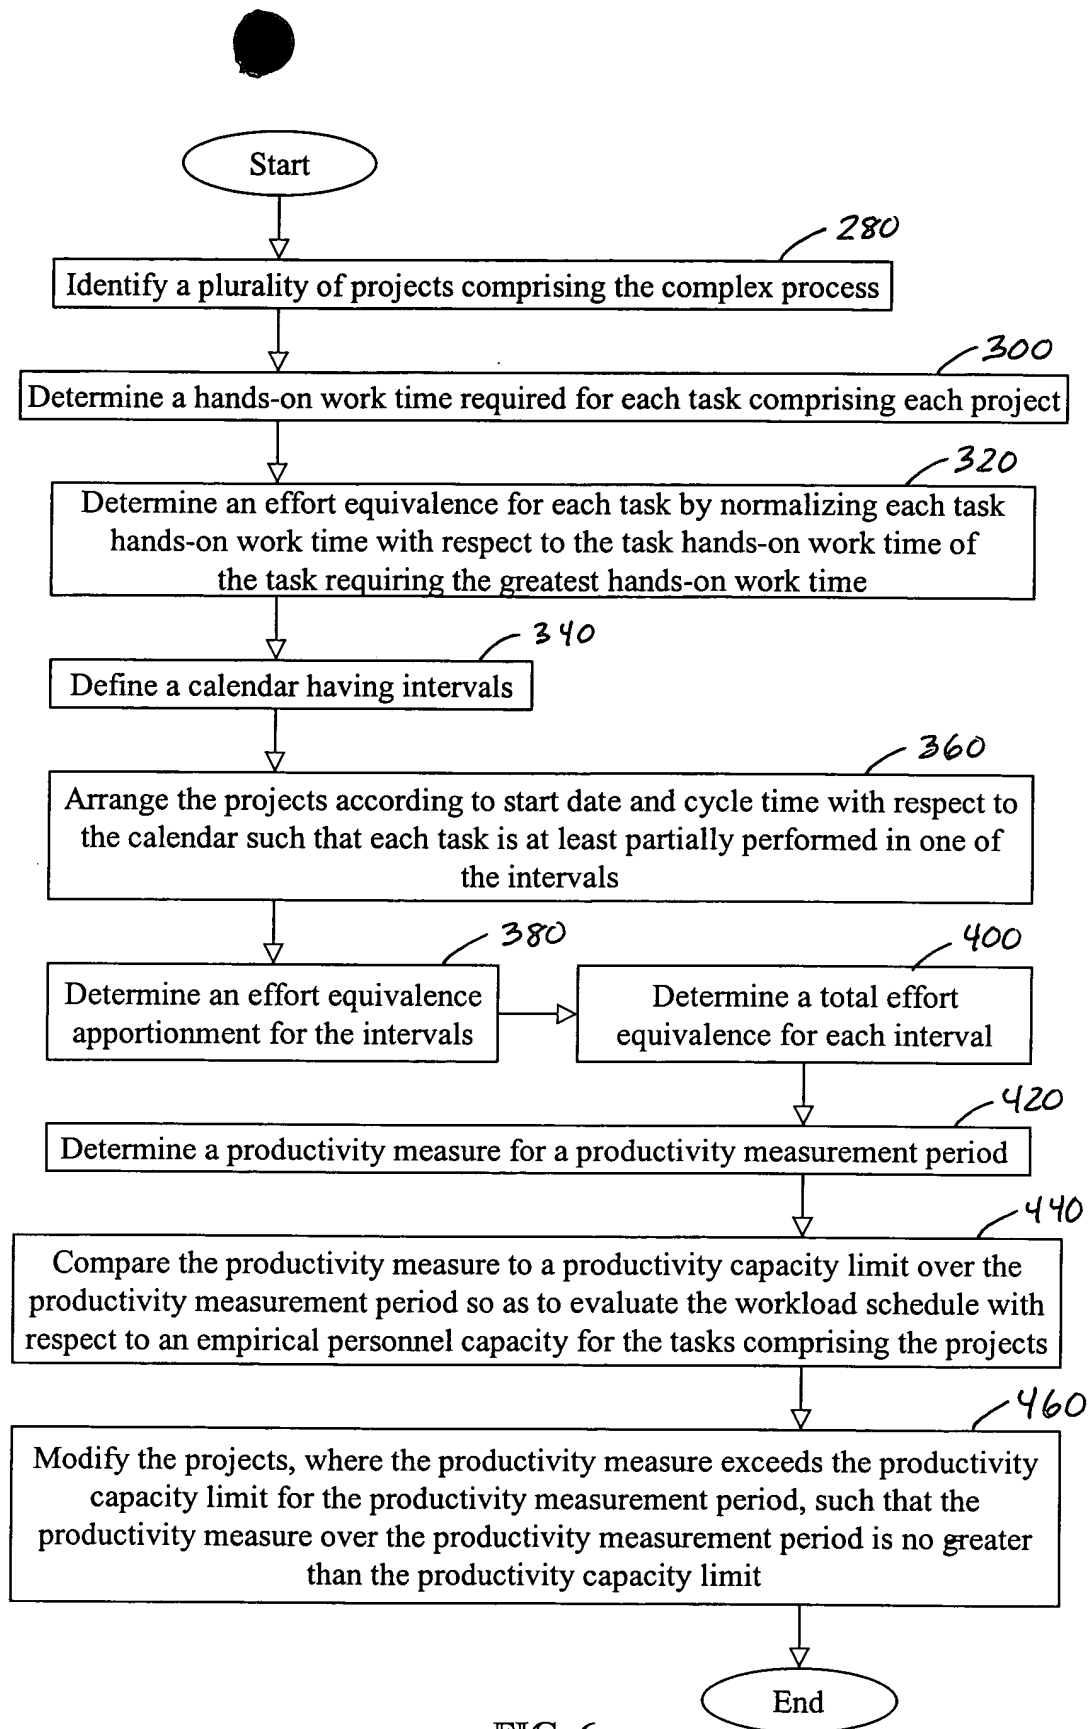 Start
280
Identify a plurality of projects comprising the complex process
300
Determine a hands-on work time required for each task comprising each project
320
Determine an effort equivalence for each task by normalizing each task
hands-on work time with respect to the task hands-on work time of
the task requiring the greatest hands-on work time
340
Define a calendar having intervals
360
Arrange the projects according to start date and cycle time with respect to
the calendar such that each task is at least partially performed in one of
the intervals
380
Determine an effort equivalence
apportionment for the intervals
400
Determine a total effort
equivalence for each interval
420
Determine a productivity measure for a productivity measurement period
440
Compare the productivity measure to a productivity capacity limit over the
productivity measurement period so as to evaluate the workload schedule with
respect to an empirical personnel capacity for the tasks comprising the projects
460
Modify the projects, where the productivity measure exceeds the productivity
capacity limit for the productivity measurement period, such that the
productivity measure over the productivity measurement period is no greater
than the productivity capacity limit
End
FIG. 6